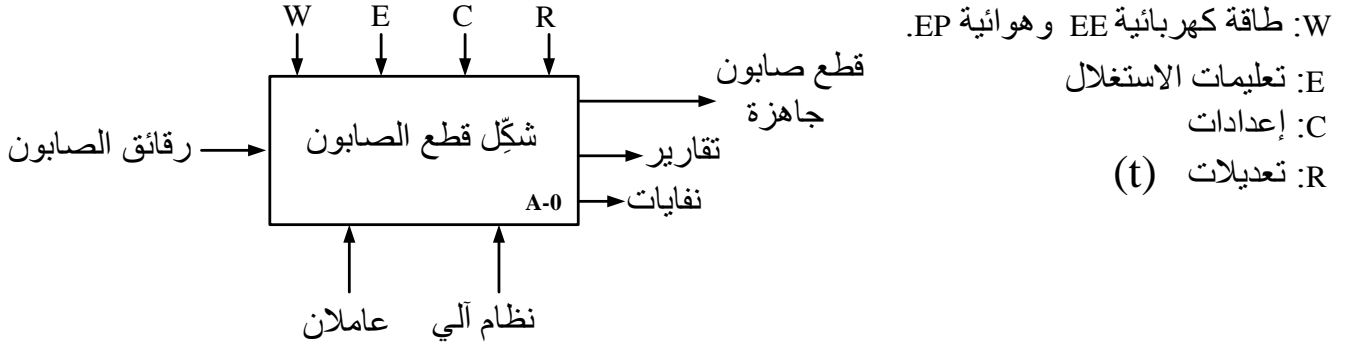 W E C R
W: طاقة كهربائية EE وهوائية EP.
E: تعليمات الاستغلال
C: إعدادات
R: تعديلات (t)
رقائق الصابون
شكِّل قطع الصابون
A-0
قطع صابون
جاهزة
تقارير
نفايات
نظام آلي
عاملان